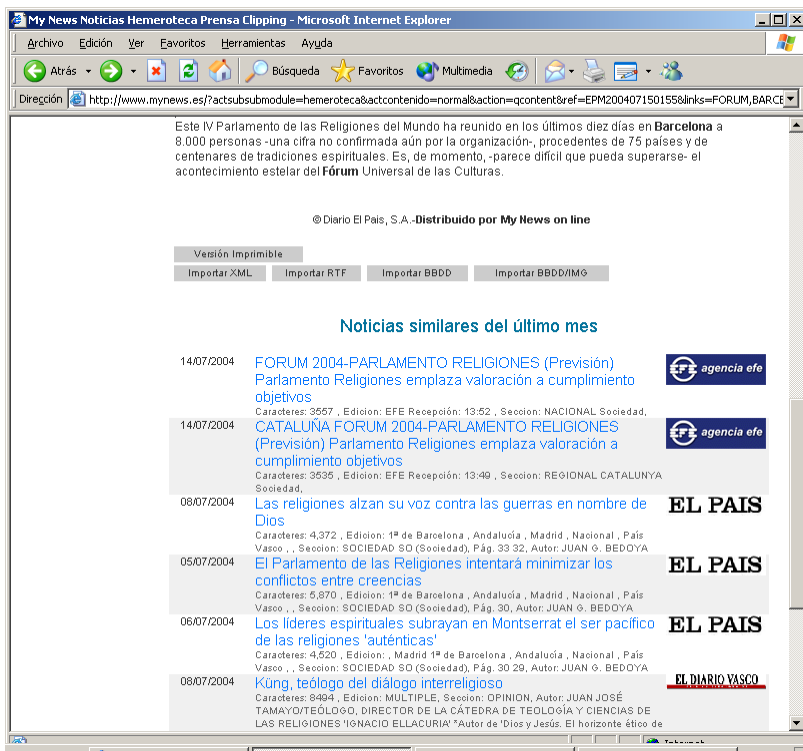 My News Noticias Hemeroteca Prensa Clipping - Microsoft Internet Explorer
Archivo Edición Ver Favoritos Herramientas Ayuda
Atrás Búsqueda Favoritos Multimedia
Dirección http://www.mynews.es/?actsubsubmodule=hemeroteca&actcontenido=normal&action=qcontent&ref=EPM200407150155&links=FORUM,BARCE
Este IV Parlamento de las Religiones del Mundo ha reunido en los últimos diez días en Barcelona a
8.000 personas -una cifra no confirmada aún por la organización-, procedentes de 75 países y de
centenares de tradiciones espirituales. Es, de momento, -parece difícil que pueda superarse- el
acontecimiento estelar del Fórum Universal de las Culturas.
© Diario El Pais, S.A.-Distribuido por My News on line
Versión Imprimible
Importar XML Importar RTF Importar BBDD Importar BBDD/IMG
Noticias similares del último mes
14/07/2004 FORUM 2004-PARLAMENTO RELIGIONES (Previsión) agencia efe
Parlamento Religiones emplaza valoración a cumplimiento
objetivos
Caracteres: 3557 , Edicion: EFE Recepción: 13:52 , Seccion: NACIONAL Sociedad,
14/07/2004 CATALUÑA FORUM 2004-PARLAMENTO RELIGIONES agencia efe
(Previsión) Parlamento Religiones emplaza valoración a
cumplimiento objetivos
Caracteres: 3535 , Edicion: EFE Recepción: 13:49 , Seccion: REGIONAL CATALUNYA
Sociedad,
08/07/2004 Las religiones alzan su voz contra las guerras en nombre de EL PAIS
Dios
Caracteres: 4,372 , Edicion: 1ª de Barcelona , Andalucía , Madrid , Nacional , País
Vasco , , Seccion: SOCIEDAD SO (Sociedad), Pág. 33 32, Autor: JUAN G. BEDOYA
05/07/2004 El Parlamento de las Religiones intentará minimizar los EL PAIS
conflictos entre creencias
Caracteres: 5,870 , Edicion: 1ª de Barcelona , Andalucía , Madrid , Nacional , País
Vasco , , Seccion: SOCIEDAD SO (Sociedad), Pág. 30, Autor: JUAN G. BEDOYA
06/07/2004 Los líderes espirituales subrayan en Montserrat el ser pacífico EL PAIS
de las religiones 'auténticas'
Caracteres: 4,520 , Edicion: , Madrid 1ª de Barcelona , Andalucía , Nacional , País
Vasco , , Seccion: SOCIEDAD SO (Sociedad), Pág. 30 29, Autor: JUAN G. BEDOYA
08/07/2004 Küng, teólogo del diálogo interreligioso EL DIARIO VASCO
Caracteres: 8494 , Edicion: MULTIPLE, Seccion: OPINION, Autor: JUAN JOSÉ
TAMAYO/TEÓLOGO, DIRECTOR DE LA CÁTEDRA DE TEOLOGÍA Y CIENCIAS DE
LAS RELIGIONES 'IGNACIO ELLACURIA' *Autor de 'Dios y Jesús. El horizonte ético de